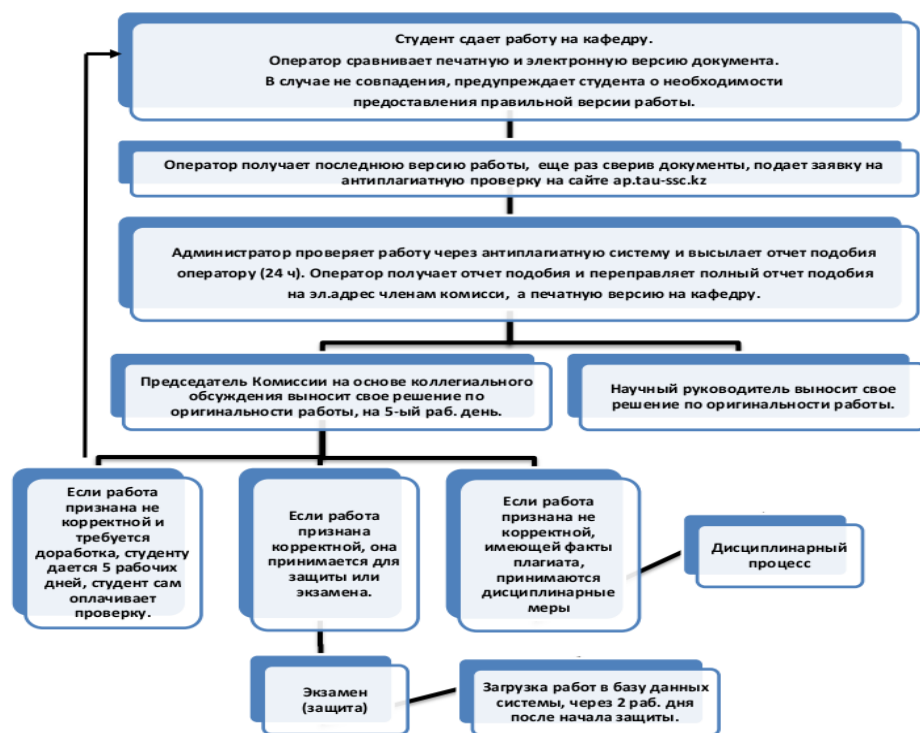 Студент сдает работу на кафедру.
Оператор сравнивает печатную и электронную версию документа.
В случае не совпадения, предупреждает студента о необходимости
предоставления правильной версии работы.
Оператор получает последнюю версию работы, еще раз сверив документы, подает заявку на
антиплагиатную проверку на сайте ap.tau-ssc.kz
Администратор проверяет работу через антиплагиатную систему и высылает отчет подобия
оператору (24 ч). Оператор получает отчет подобия и переправляет полный отчет подобия
на эл.адрес членам комисси, а печатную версию на кафедру.
Председатель Комиссии на основе коллегиального
обсуждения выносит свое решение по
оригинальности работы, на 5-ый раб. день.
Научный руководитель выносит свое
решение по оригинальности работы.
Если работа
признана не
корректной и
требуется
доработка, студенту
дается 5 рабочих
дней, студент сам
оплачивает
проверку.
Если работа
признана
корректной, она
принимается для
защиты или
экзамена.
Если работа
признана не
корректной,
имеющей факты
плагиата,
принимаются
дисциплинарные
меры
Дисциплинарный
процесс
Экзамен
(защита)
Загрузка работ в базу данных
системы, через 2 раб. дня
после начала защиты.